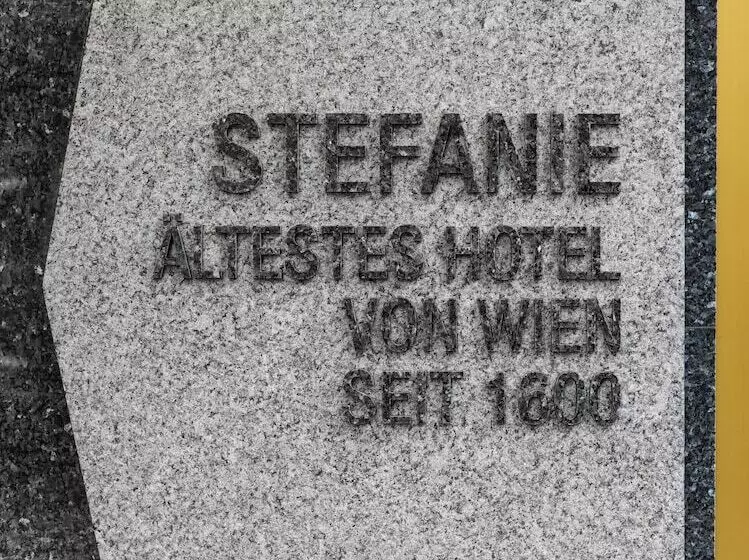 STEFANIE
ÄLTESTES HOTEL
VON WIEN
SEIT 1600